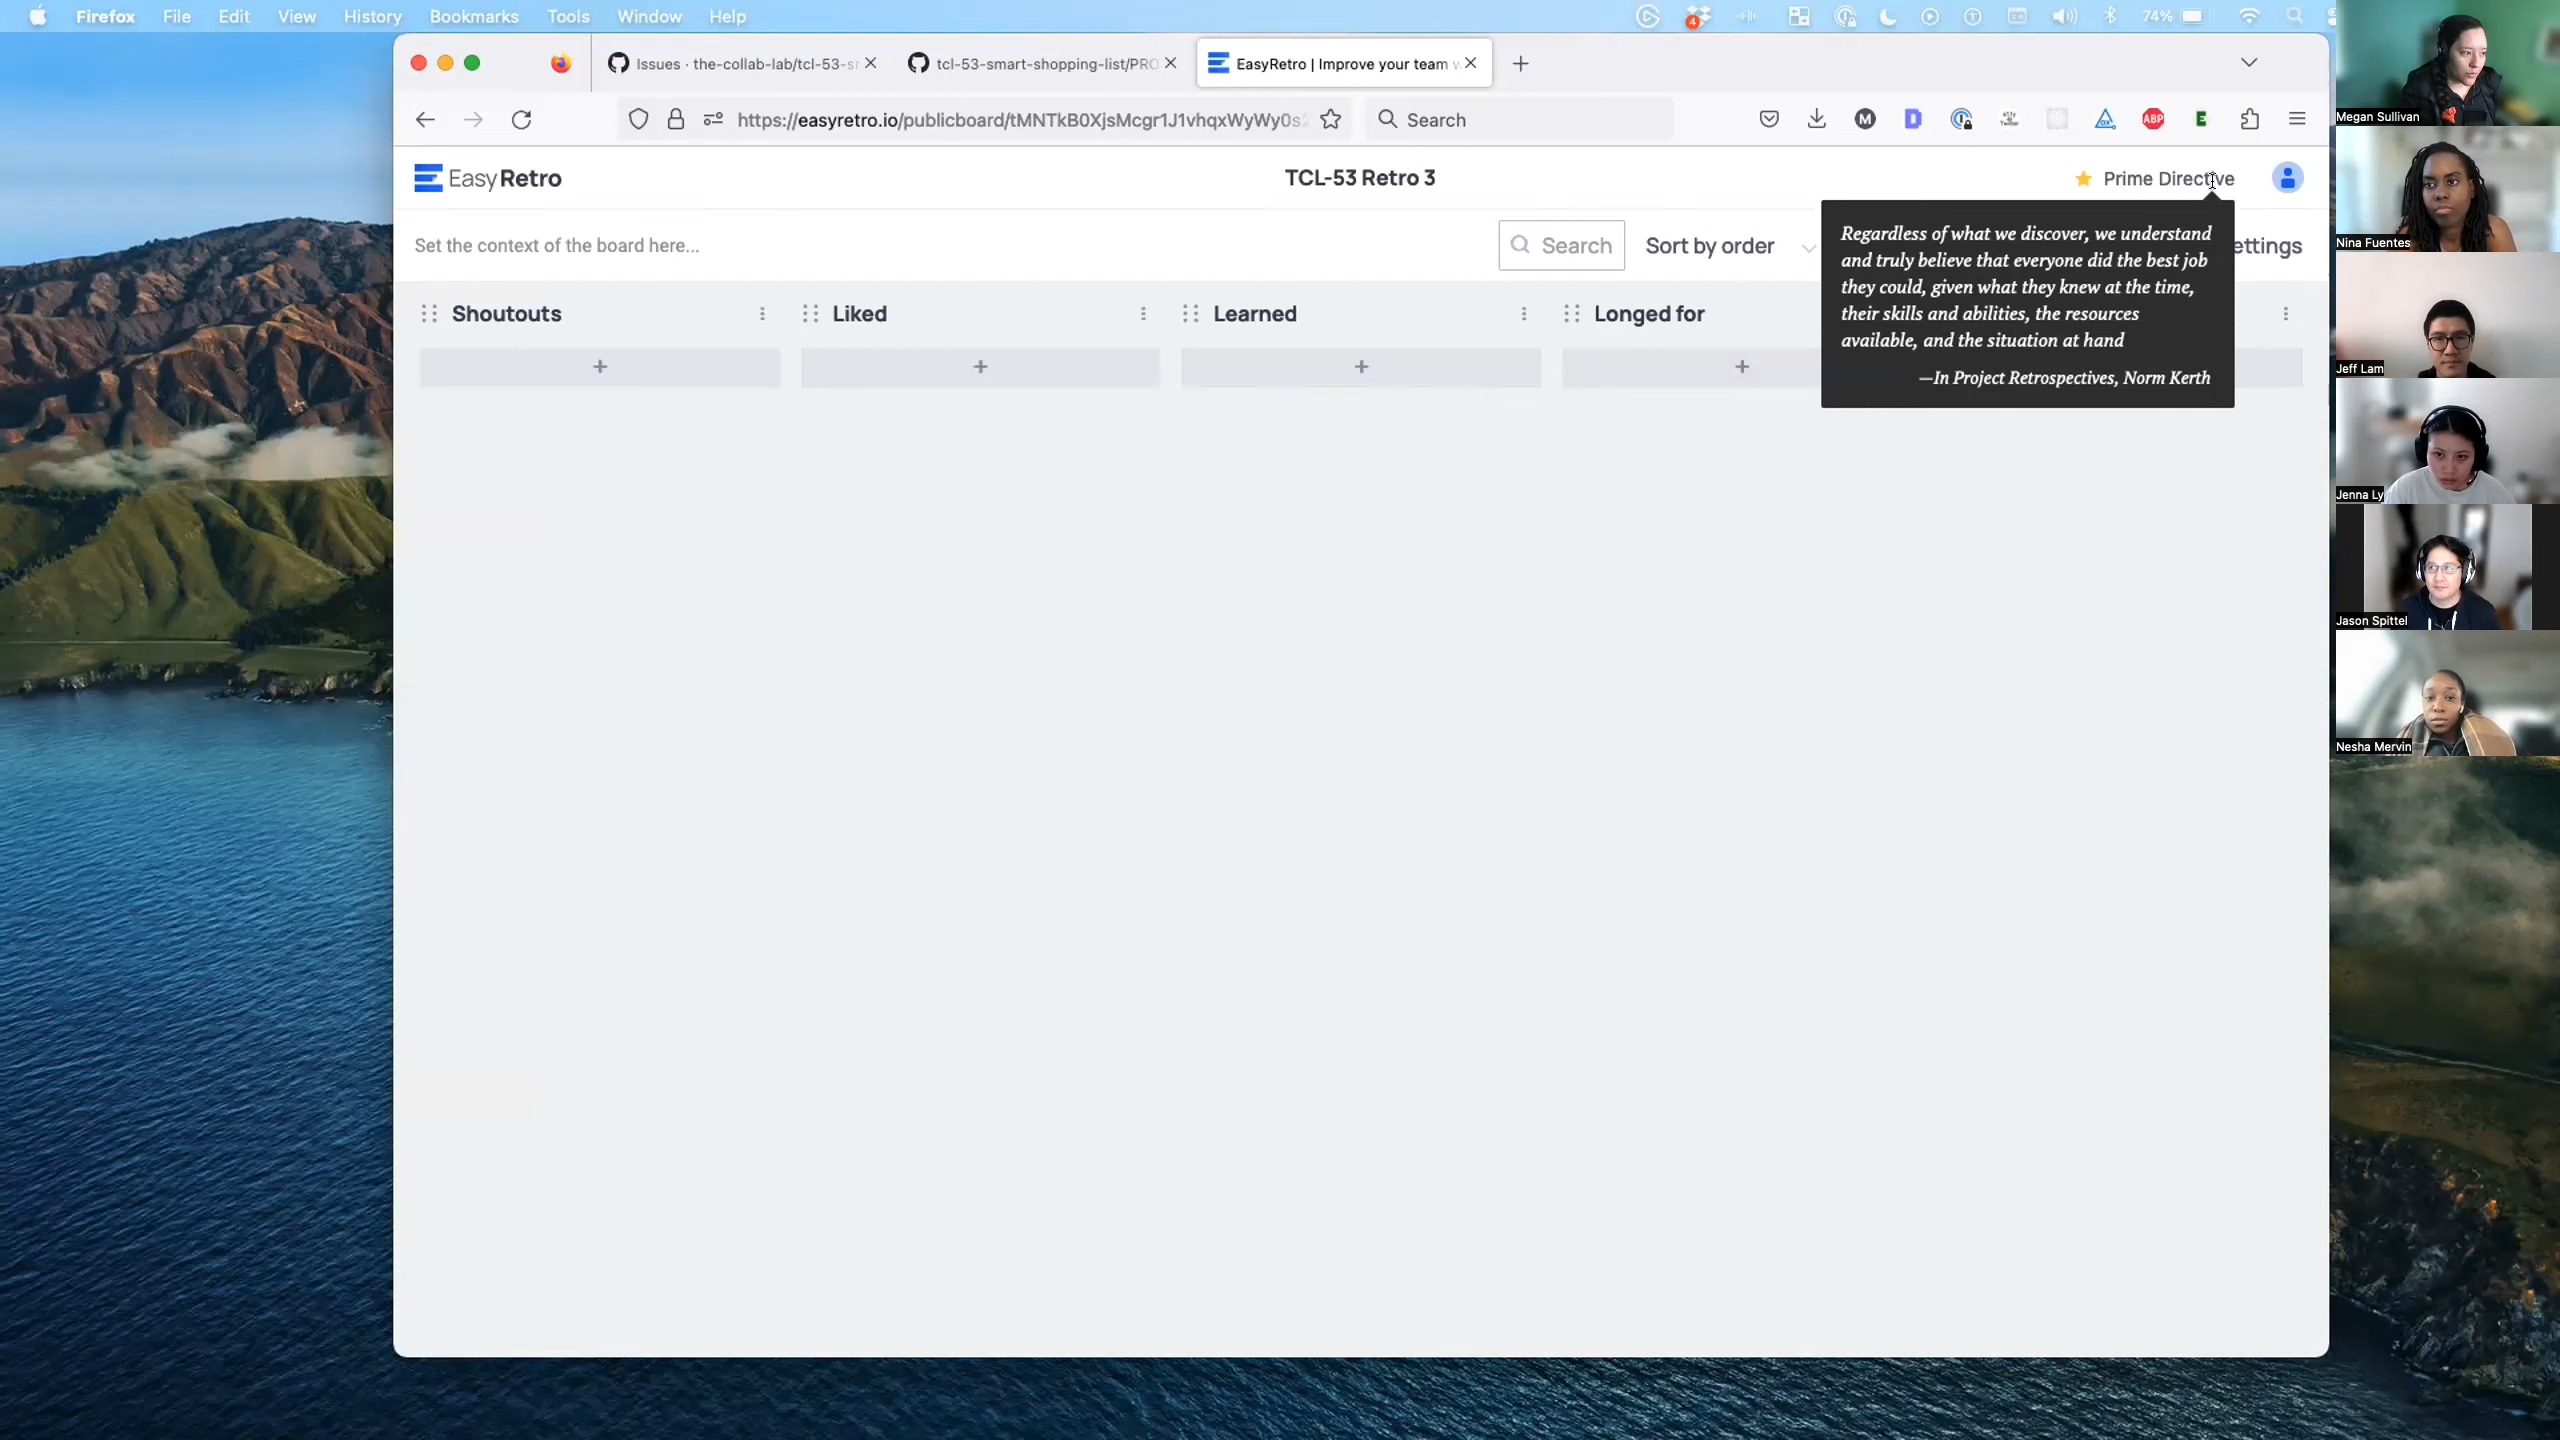 Firefox File Edit View History Bookmarks Tools Window Help
4
74%
Issues · the-collab-lab/tcl-53-sr
tcl-53-smart-shopping-list/PRO
EasyRetro | Improve your team w
https://easyretro.io/publicboard/tMNTkB0XjsMcgr1J1vhqxWyWy0s
Search
M
ABP
E
EasyRetro
TCL-53 Retro 3
Prime Directive
Set the context of the board here...
Search
Sort by order
ettings
Shoutouts
Liked
Learned
Longed for
+
+
+
+
Regardless of what we discover, we understand
and truly believe that everyone did the best job
they could, given what they knew at the time,
their skills and abilities, the resources
available, and the situation at hand
—In Project Retrospectives, Norm Kerth
Megan Sullivan
Nina Fuentes
Jeff Lam
Jenna Ly
Jason Spittel
Nesha Mervin